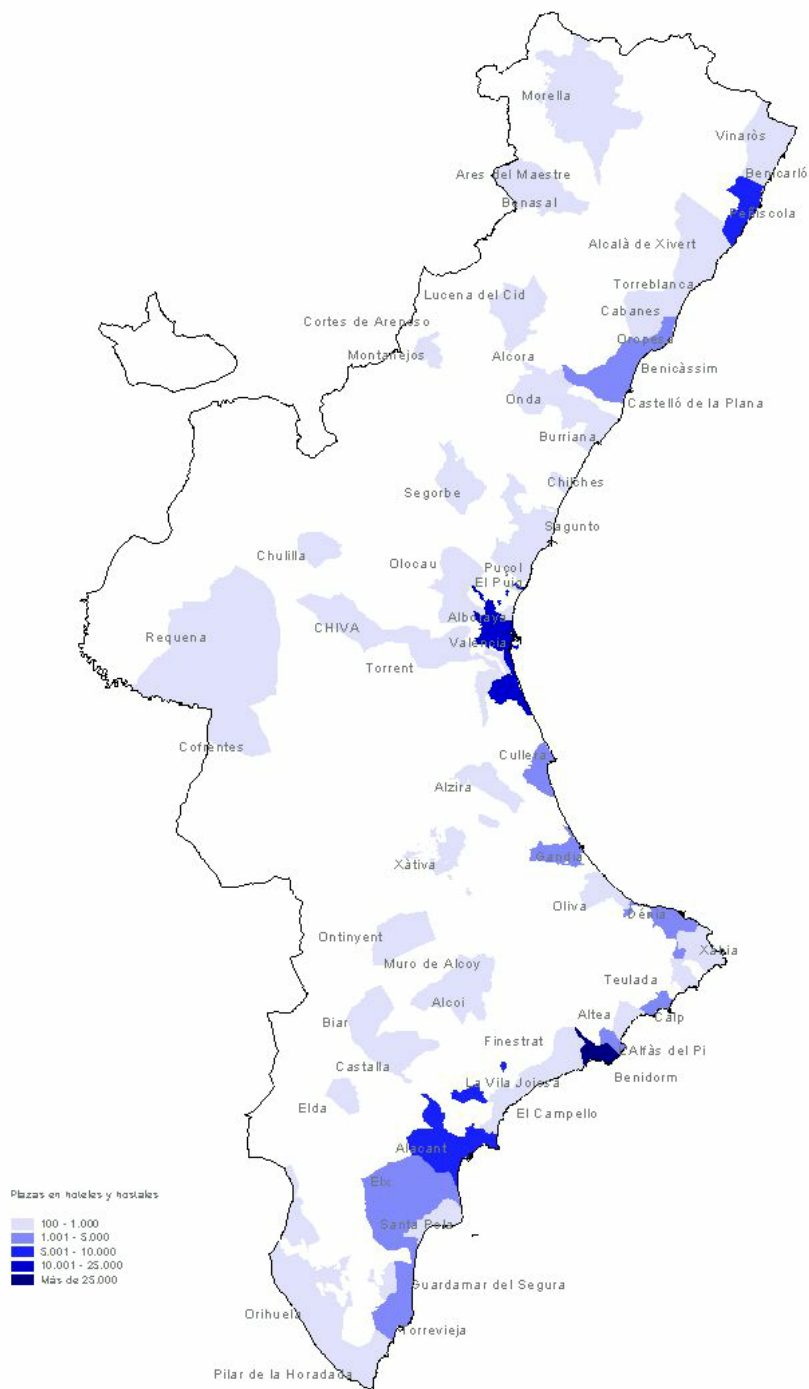 Morella
Vinaròs
Ares del Maestre
Benicarló
Benasal
Peñíscola
Alcalà de Xivert
Torreblanca
Lucena del Cid
Cabanes
Cortes de Arenoso
Oropesa
Montanejos
Alcora
Benicàssim
Onda
Castelló de la Plana
Burriana
Segorbe
Chilches
Sagunto
Chulilla
Olocau
Puçol
El Puig
Alboraya
CHIVA
Requena
València
Torrent
Cofrentes
Cullera
Alzira
Gandia
Xàtiva
Oliva
Dénia
Ontinyent
Xàbia
Muro de Alcoy
Teulada
Alcoi
Altea
Calp
Biar
Finestrat
L'Alfàs del Pi
Castalla
Benidorm
La Vila Joiosa
Elda
El Campello
Alacant
Elx
Plazas en hoteles y hostales
100 - 1.000
1.001 - 5.000
5.001 - 10.000
10.001 - 25.000
Más de 25.000
Santa Pola
Guardamar del Segura
Orihuela
Torrevieja
Pilar de la Horadada